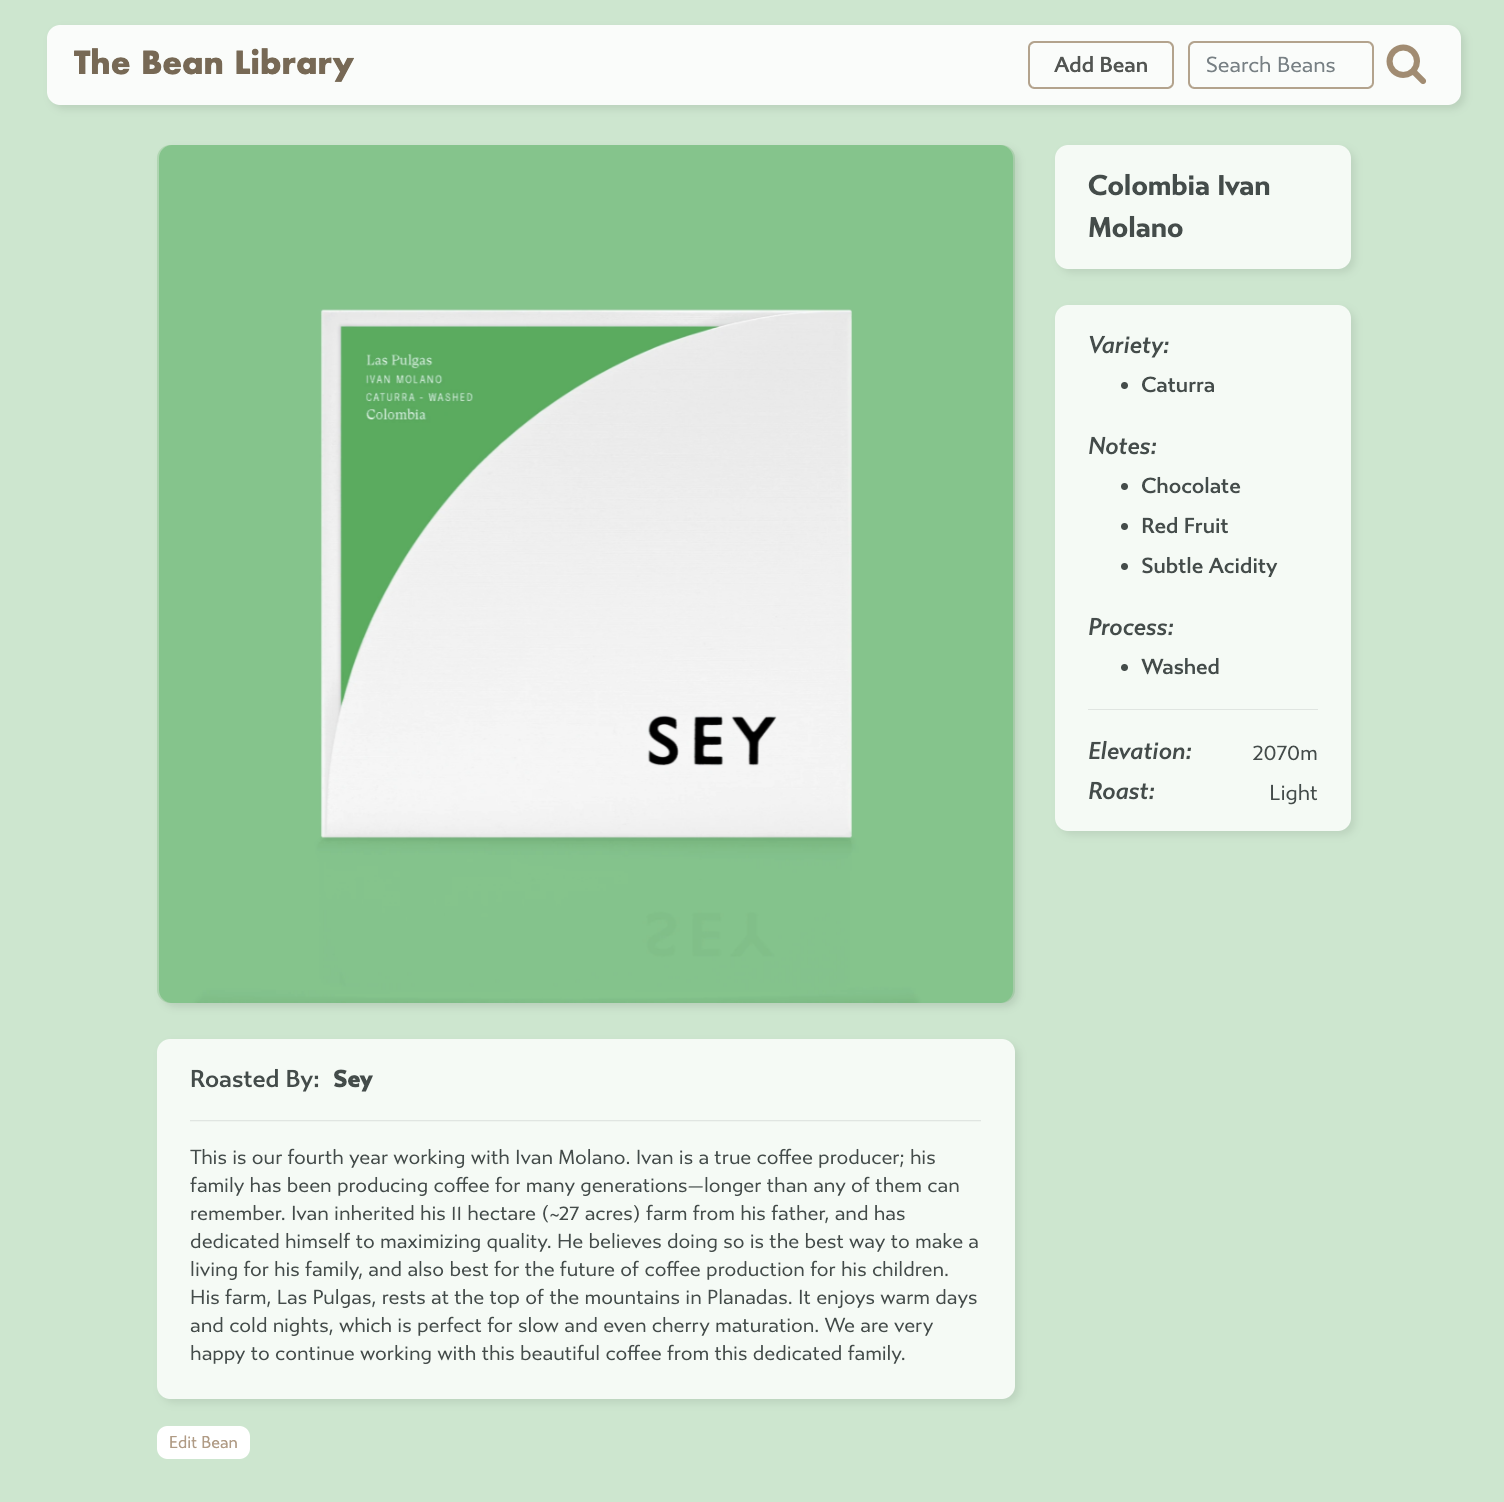 The Bean Library
Add Bean
Search Beans
Las Pulgas
IVAN MOLANO
CATURRA - WASHED
Colombia
SEY
SEY
Colombia Ivan
Molano
Variety:
• Caturra
Notes:
• Chocolate
• Red Fruit
• Subtle Acidity
Process:
• Washed
Elevation: 2070m
Roast: Light
Roasted By: Sey
This is our fourth year working with Ivan Molano. Ivan is a true coffee producer; his
family has been producing coffee for many generations—longer than any of them can
remember. Ivan inherited his 11 hectare (~27 acres) farm from his father, and has
dedicated himself to maximizing quality. He believes doing so is the best way to make a
living for his family, and also best for the future of coffee production for his children.
His farm, Las Pulgas, rests at the top of the mountains in Planadas. It enjoys warm days
and cold nights, which is perfect for slow and even cherry maturation. We are very
happy to continue working with this beautiful coffee from this dedicated family.
Edit Bean